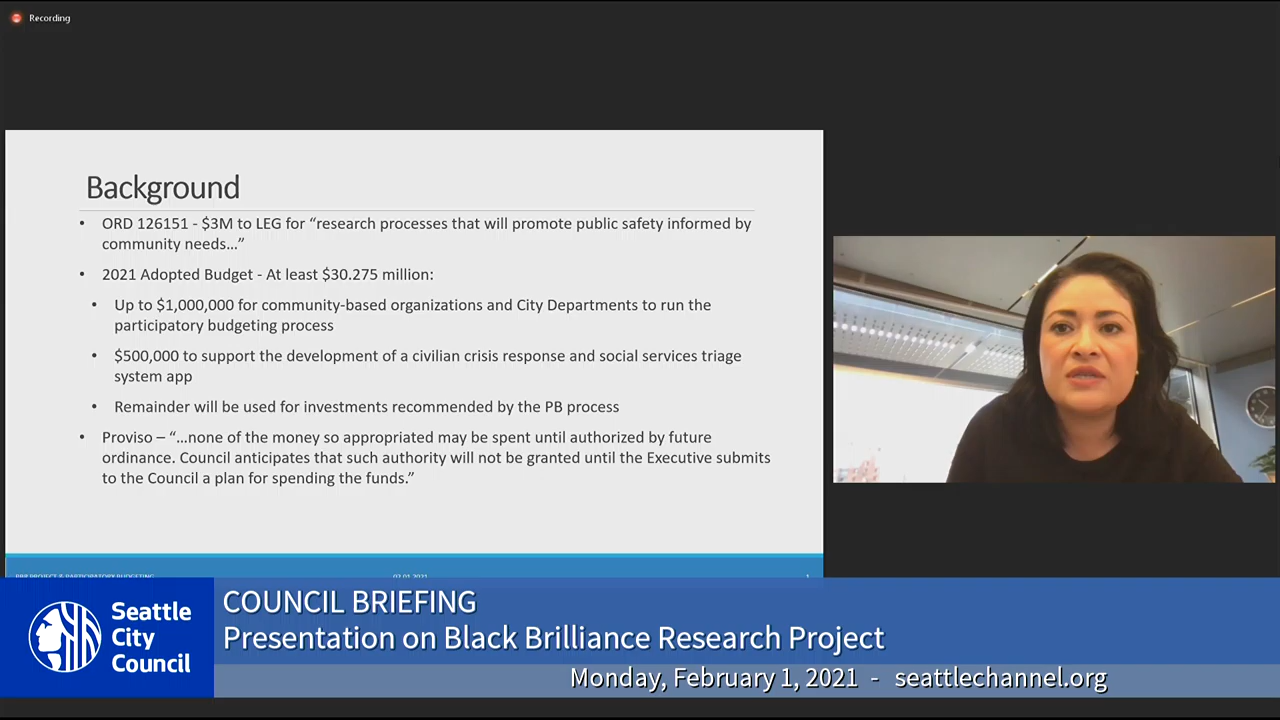 Recording
Background
• ORD 126151 - $3M to LEG for “research processes that will promote public safety informed by
community needs…”
• 2021 Adopted Budget - At least $30.275 million:
• Up to $1,000,000 for community-based organizations and City Departments to run the
participatory budgeting process
• $500,000 to support the development of a civilian crisis response and social services triage
system app
• Remainder will be used for investments recommended by the PB process
• Proviso – “…none of the money so appropriated may be spent until authorized by future
ordinance. Council anticipates that such authority will not be granted until the Executive submits
to the Council a plan for spending the funds.”
Seattle
City
Council
COUNCIL BRIEFING
Presentation on Black Brilliance Research Project
Monday, February 1, 2021 - seattlechannel.org